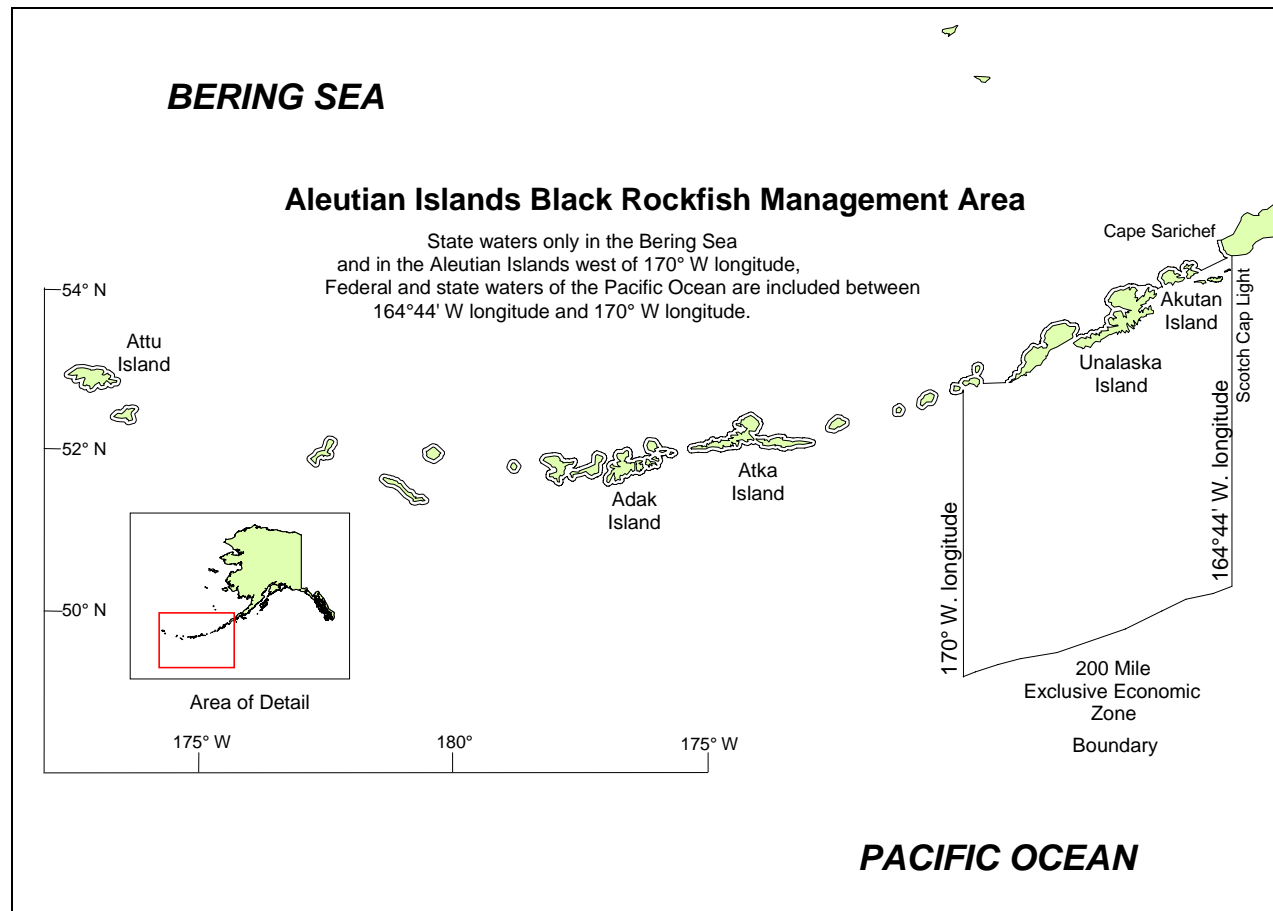 BERING SEA
Aleutian Islands Black Rockfish Management Area
State waters only in the Bering Sea
and in the Aleutian Islands west of 170° W longitude,
Federal and state waters of the Pacific Ocean are included between
164°44' W longitude and 170° W longitude.
Cape Sarichef
54° N
Attu
Island
Akutan
Island
Scotch Cap Light
Unalaska
Island
52° N
Atka
Island
Adak
Island
170° W. longitude
164°44' W. longitude
50° N
Area of Detail
200 Mile
Exclusive Economic
Zone
Boundary
175° W
180°
175° W
PACIFIC OCEAN